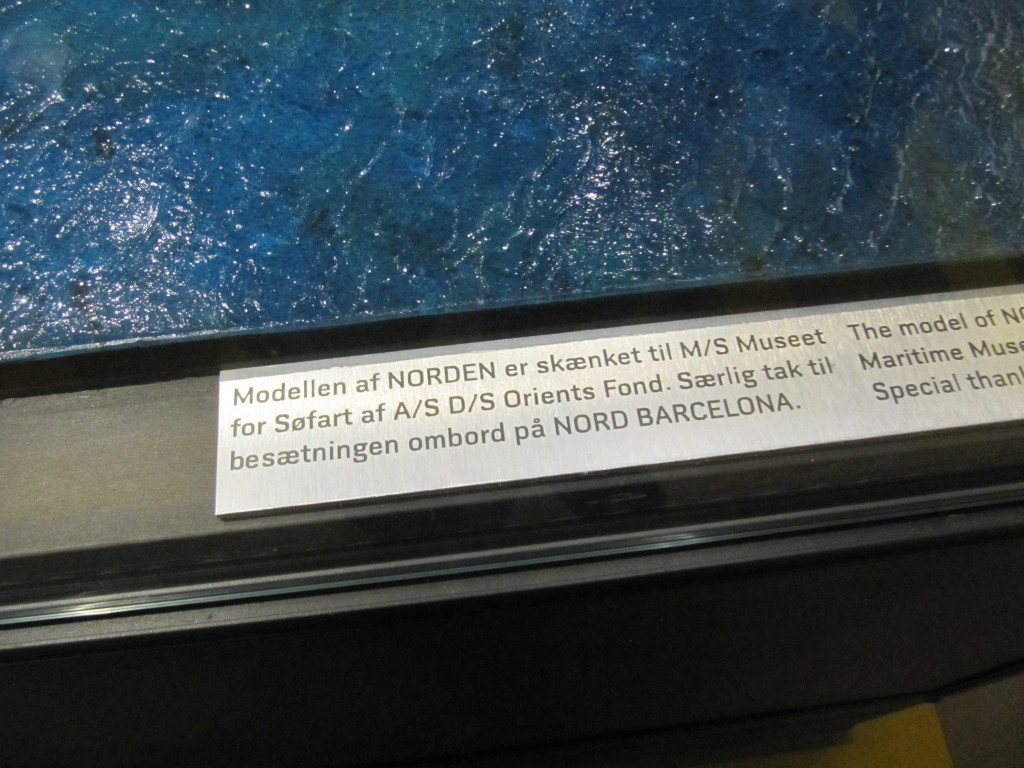 Modellen af NORDEN er skænket til M/S Museet
for Søfart af A/S D/S Orients Fond. Særlig tak til
besætningen ombord på NORD BARCELONA.
The model of
Maritime
Special